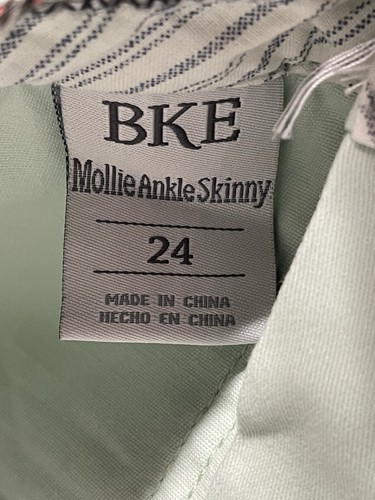 BKE
Mollie Ankle Skinny
24
MADE IN CHINA
HECHO EN CHINA